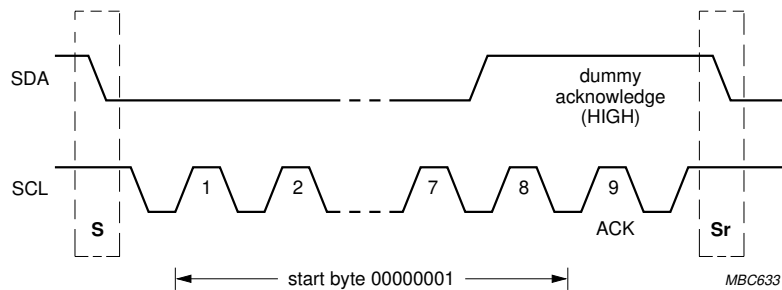 SDA
dummy
acknowledge
(HIGH)
SCL
1 2 7 8 9
S ACK Sr
start byte 00000001
MBC633